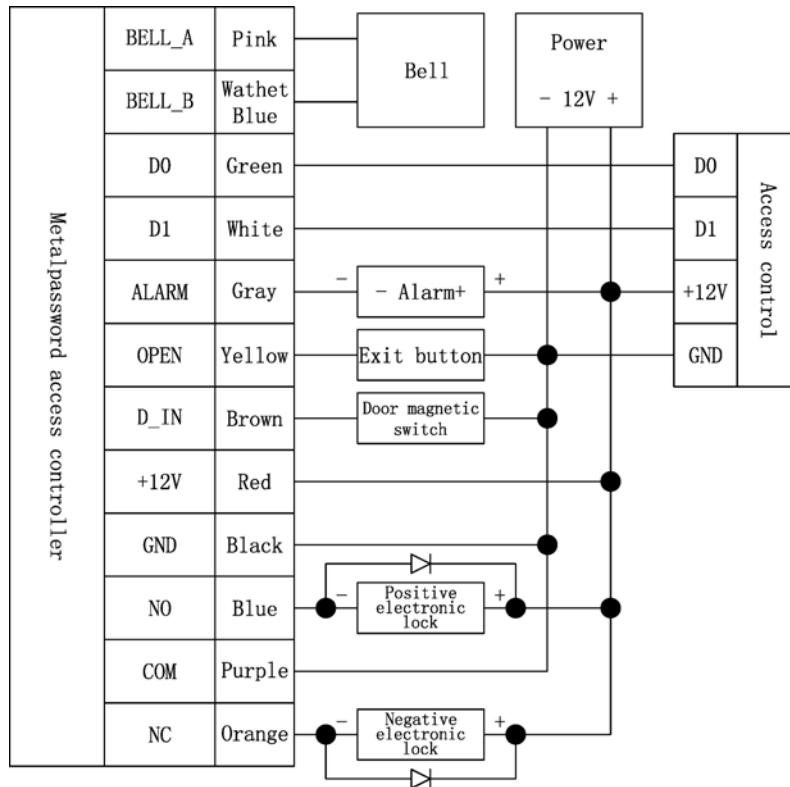 BELL_A Pink
Bell
Power
- 12V +
BELL_B Wathet
Blue
D0 Green
D0
D1 White
D1
ALARM Gray
- - Alarm+ +
+12V
OPEN Yellow
Exit button
GND
D_IN Brown
Door magnetic
switch
+12V Red
GND Black
NO Blue
- Positive +
electronic
lock
COM Purple
NC Orange
- Negative +
electronic
lock
Metalpassword access controller
Access control